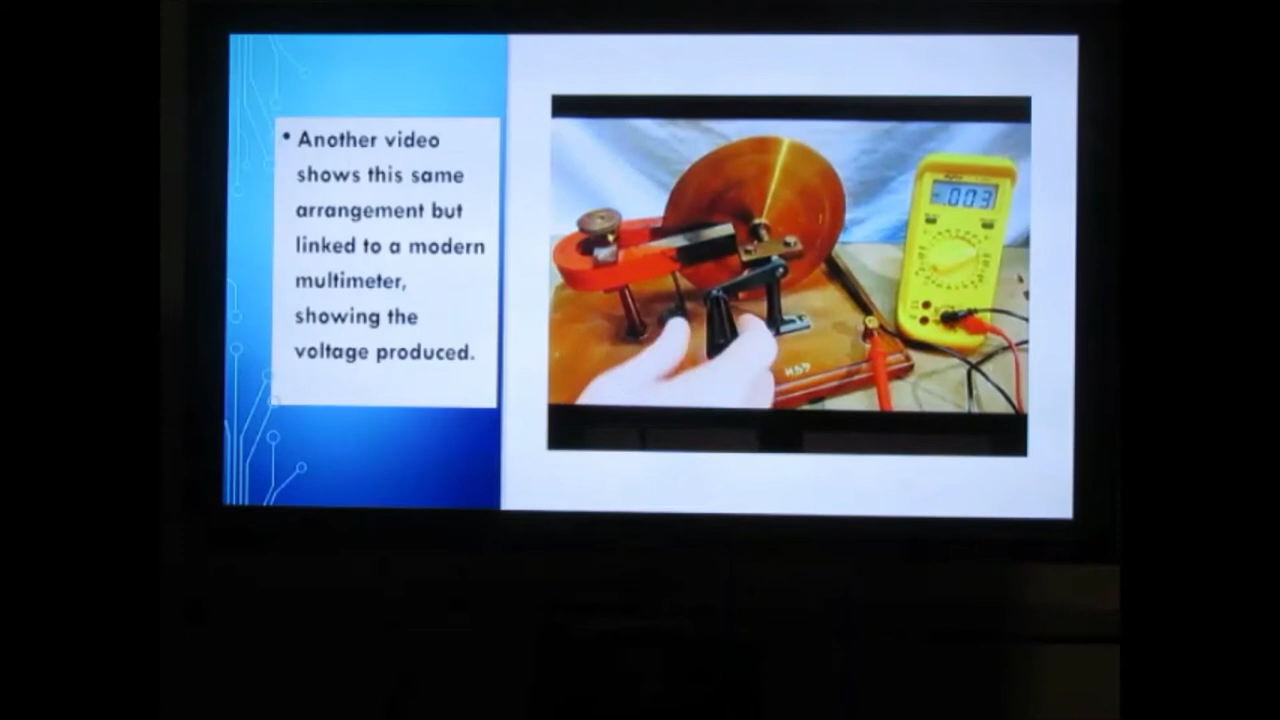 • Another video
shows this same
arrangement but
linked to a modern
multimeter,
showing the
voltage produced.
- 003